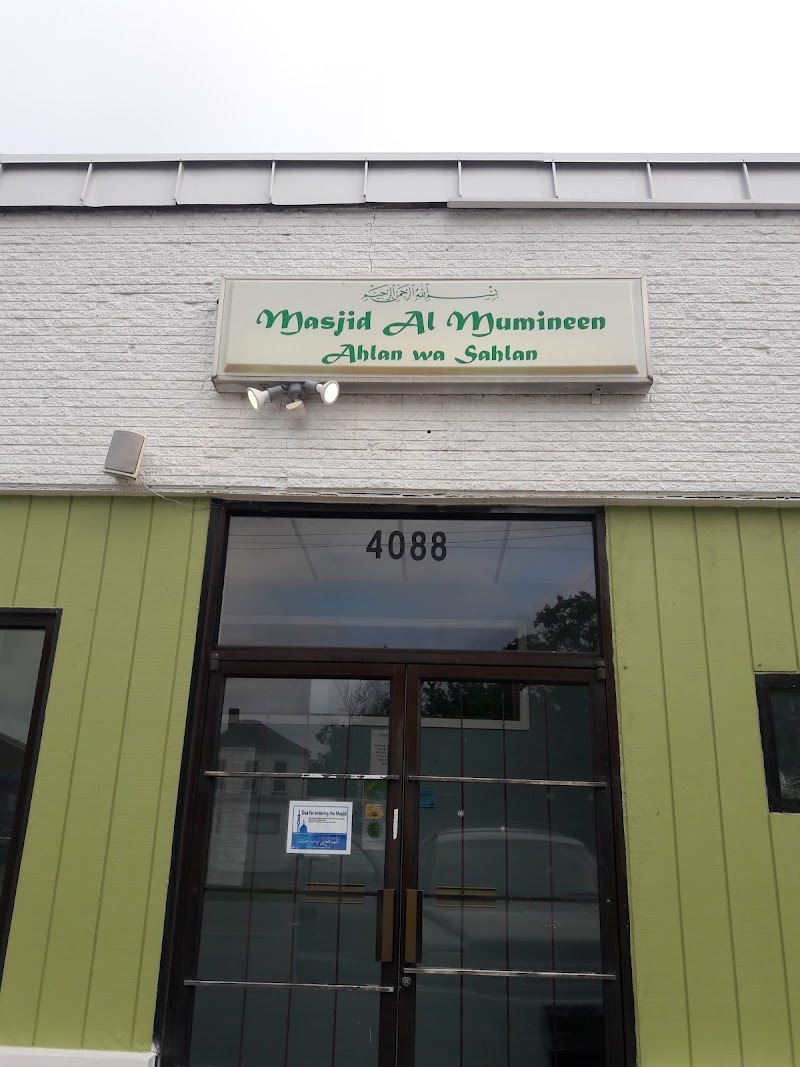 بسم الله الرحمن الرحيم
Masjid Al Mumineen
Ahlan wa Sahlan
4088
Dua for entering the Masjid